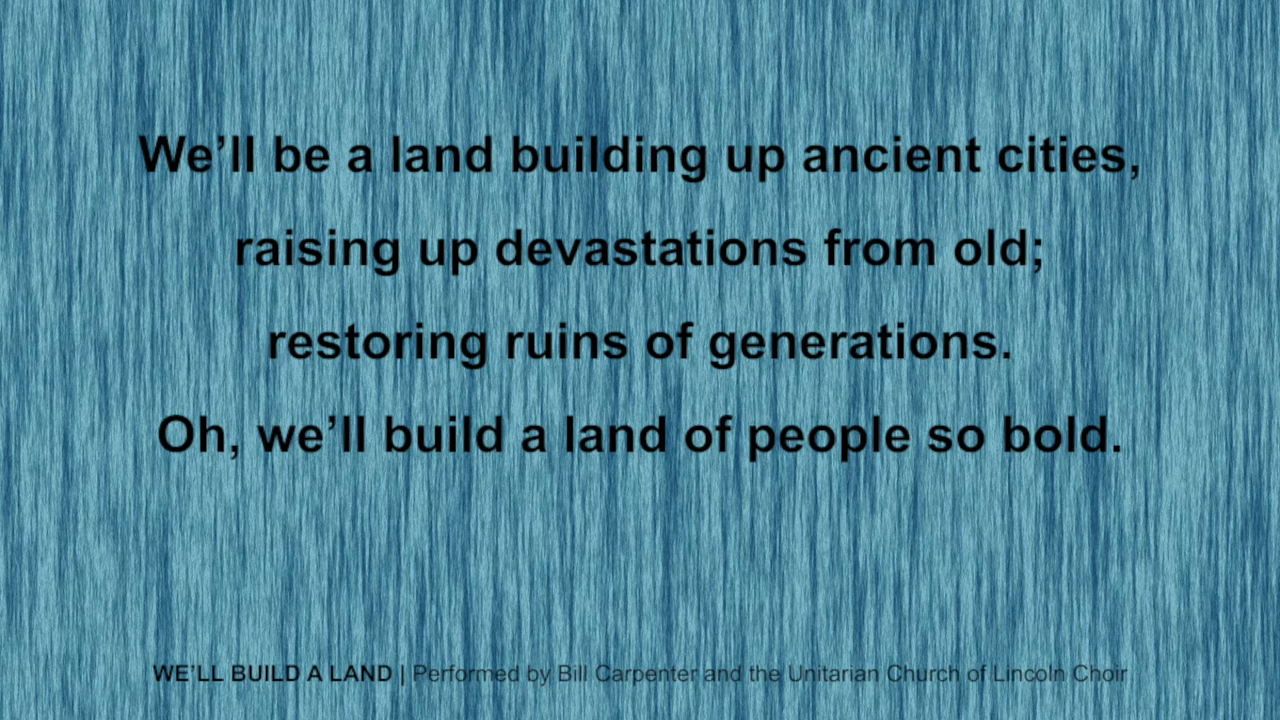 We’ll be a land building up ancient cities,
raising up devastations from old;
restoring ruins of generations.
Oh, we’ll build a land of people so bold.
WE’LL BUILD A LAND | Performed by Bill Carpenter and the Unitarian Church of Lincoln Choir